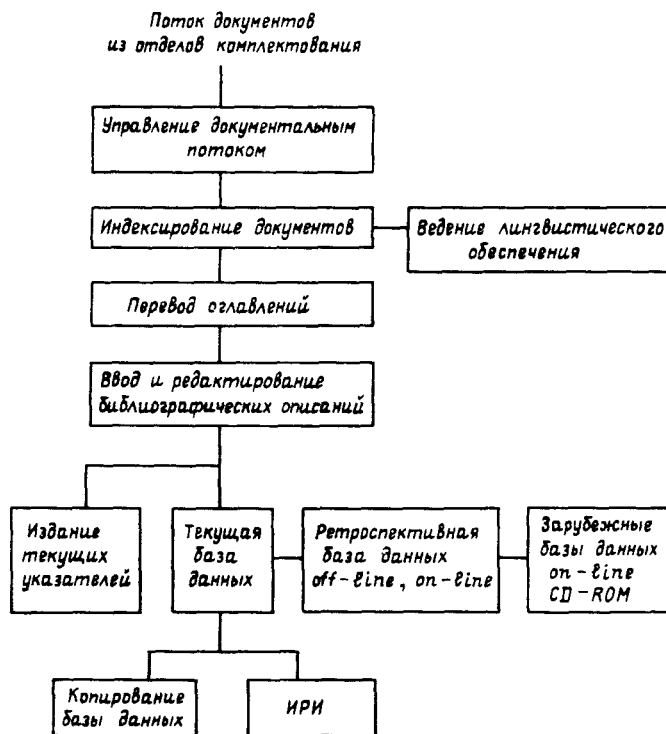 Поток документов
из отделов комплектования
Управление документальным
потоком
Индексирование документов
Ведение лингвистического
обеспечения
Перевод оглавлений
Ввод и редактирование
библиографических описаний
Издание
текущих
указателей
Текущая
база
данных
Ретроспективная
база данных
off-line, on-line
Зарубежные
базы данных
on-line
CD-ROM
Копирование
базы данных
ИРИ